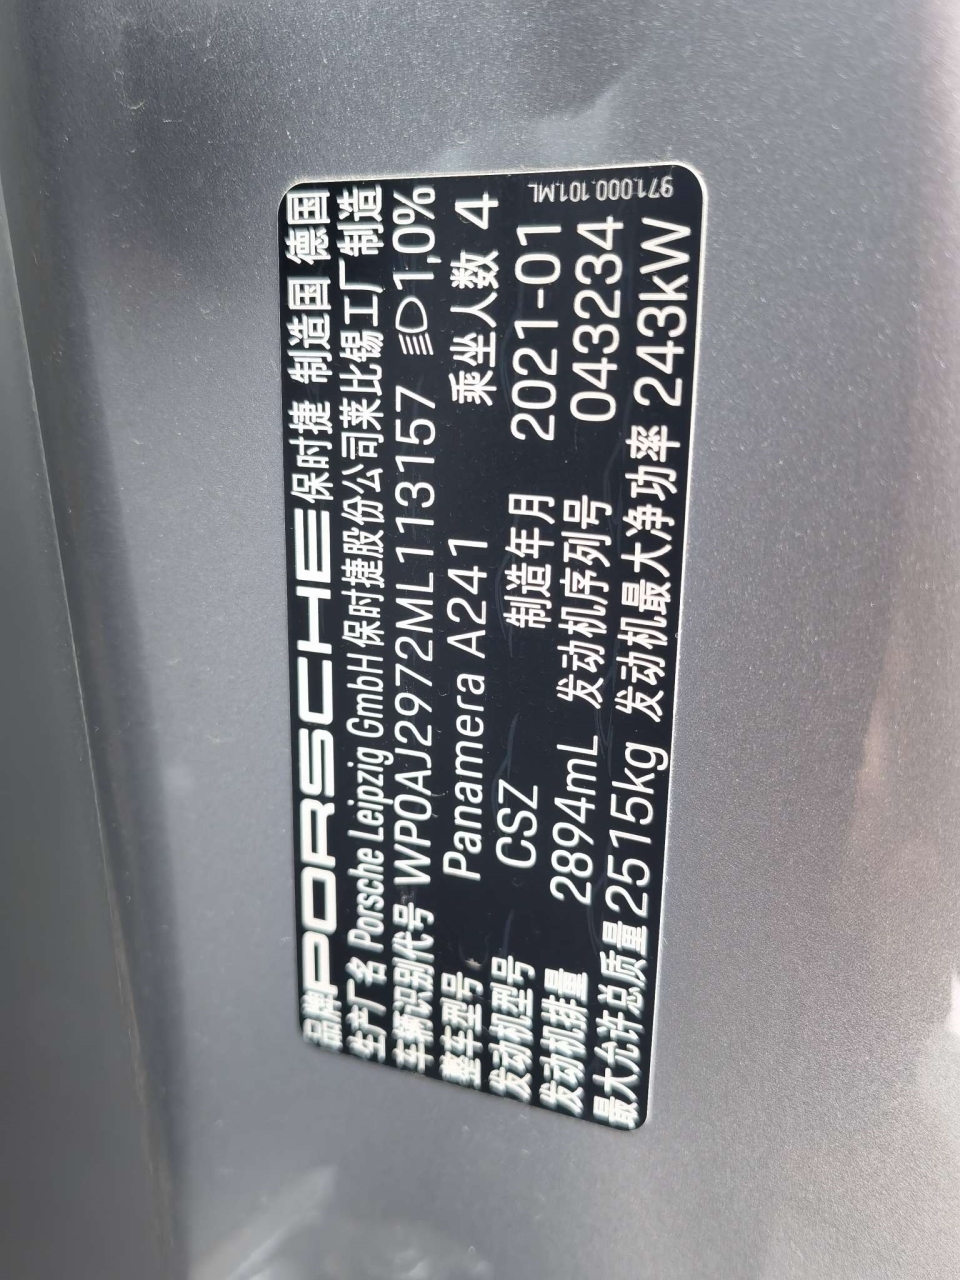 品牌 PORSCHE 保时捷 制造国 德国
生产厂名 Porsche Leipzig GmbH 保时捷股份公司莱比锡工厂制造
车辆识别代号 WP0AJ2972ML113157 1,0%
整车型号 Panamera A241 乘坐人数 4
发动机型号 CSZ 制造年月 2021-01
发动机排量 2894mL 发动机序列号 043234
最大允许总质量 2515kg 发动机最大净功率 243kW
971.000.101.ML